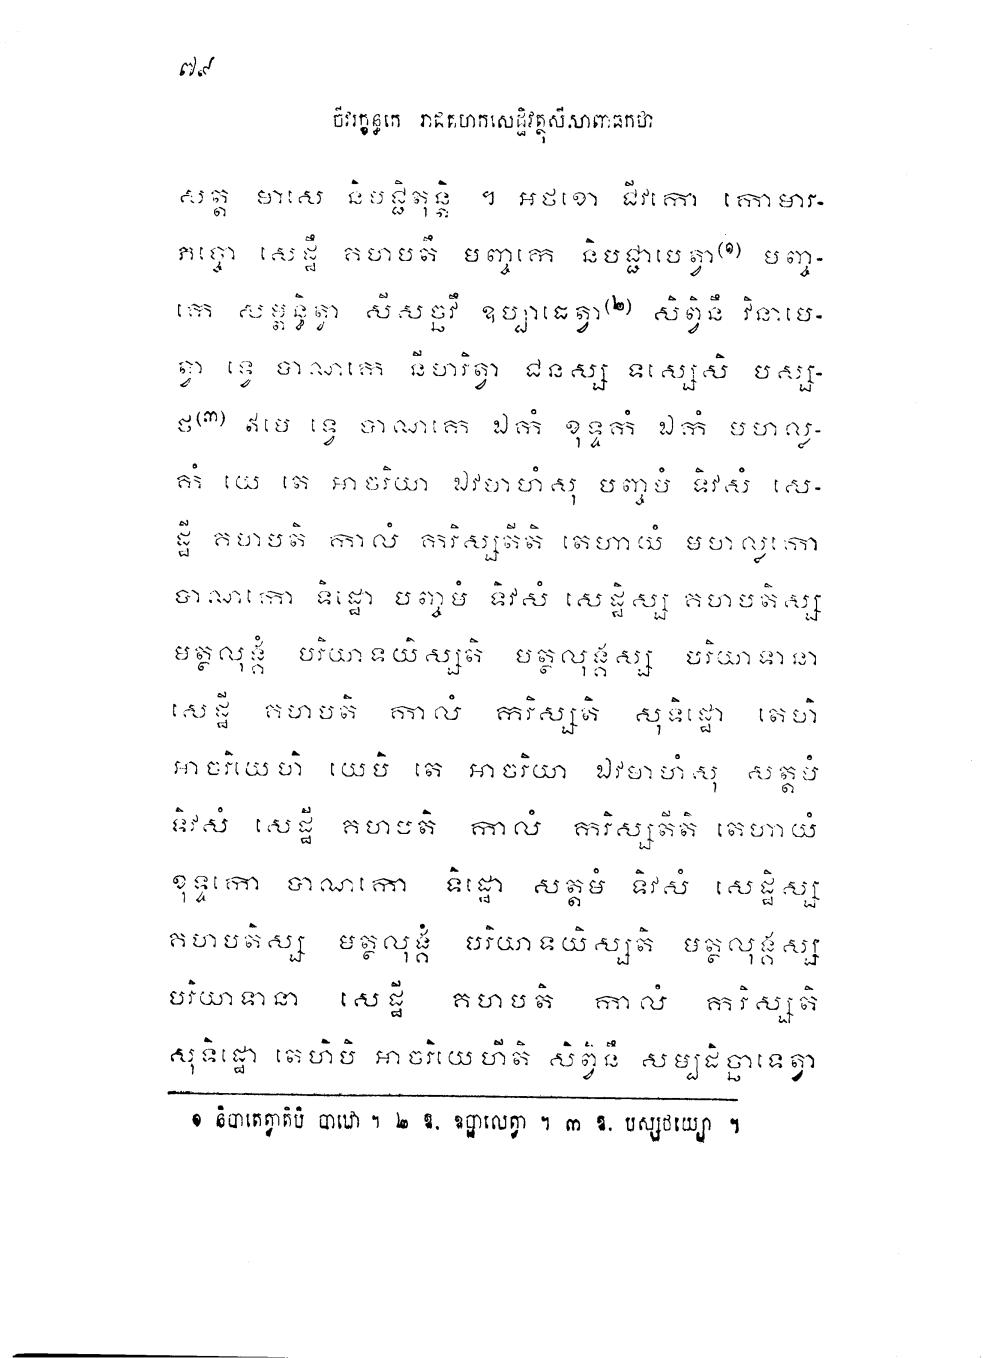 ៧៩
ចីវរក្ខន្ធកេ រាជគហកសេដ្ឋិវត្ថុ
សត្ត មាសេ និបជ្ជិតុន្តិ ។ អថខោ ជីវកោ កោមារ-
ភច្ចោ សេដ្ឋឹ គហបតឹ មញ្ចកេ និបជ្ជាបេត្វា(១) មញ្ច-
កេ សម្ពន្ធិត្វា សីសច្ឆវឹ ឧប្បាដេត្វា(២) សិព្វិនឹ វិនាមេ-
ត្វា ទ្វេ បាណកេ នីហរិត្វា ជនស្ស ទស្សេសិ បស្ស-
ថ(៣) ឥមេ ទ្វេ បាណកេ ឯកំ ខុទ្ទកំ ឯកំ មហល្ល-
កំ យេ តេ អាចរិយា ឯវមាហំសុ បញ្ចមំ ទិវសំ សេ-
ដ្ឋី គហបតិ កាលំ ករិស្សតីតិ តេហាយំ មហល្លកោ
បាណកោ ទិដ្ឋោ បញ្ចមំ ទិវសំ សេដ្ឋិស្ស គហបតិស្ស
មត្ថលុង្គំ បរិយាទយិស្សតិ មត្ថលុង្គស្ស បរិយាទានា
សេដ្ឋី គហបតិ កាលំ ករិស្សតិ សុទិដ្ឋោ តេហិ
អាចរិយេហិ យេបិ តេ អាចរិយា ឯវមាហំសុ សត្តមំ
ទិវសំ សេដ្ឋី គហបតិ កាលំ ករិស្សតីតិ តេហាយំ
ខុទ្ទកោ បាណកោ ទិដ្ឋោ សត្តមំ ទិវសំ សេដ្ឋិស្ស
គហបតិស្ស មត្ថលុង្គំ បរិយាទយិស្សតិ មត្ថលុង្គស្ស
បរិយាទានា សេដ្ឋី គហបតិ កាលំ ករិស្សតិ
សុទិដ្ឋោ តេហិបិ អាចរិយេហីតិ សិព្វិនឹ សម្បដិច្ឆាទេត្វា
១ និបាតេត្វាតិបិ បាឋោ ។ ២ ឱ. ឧប្ផាលេត្វា ។ ៣ ឱ. បស្សថយ្យោ ។